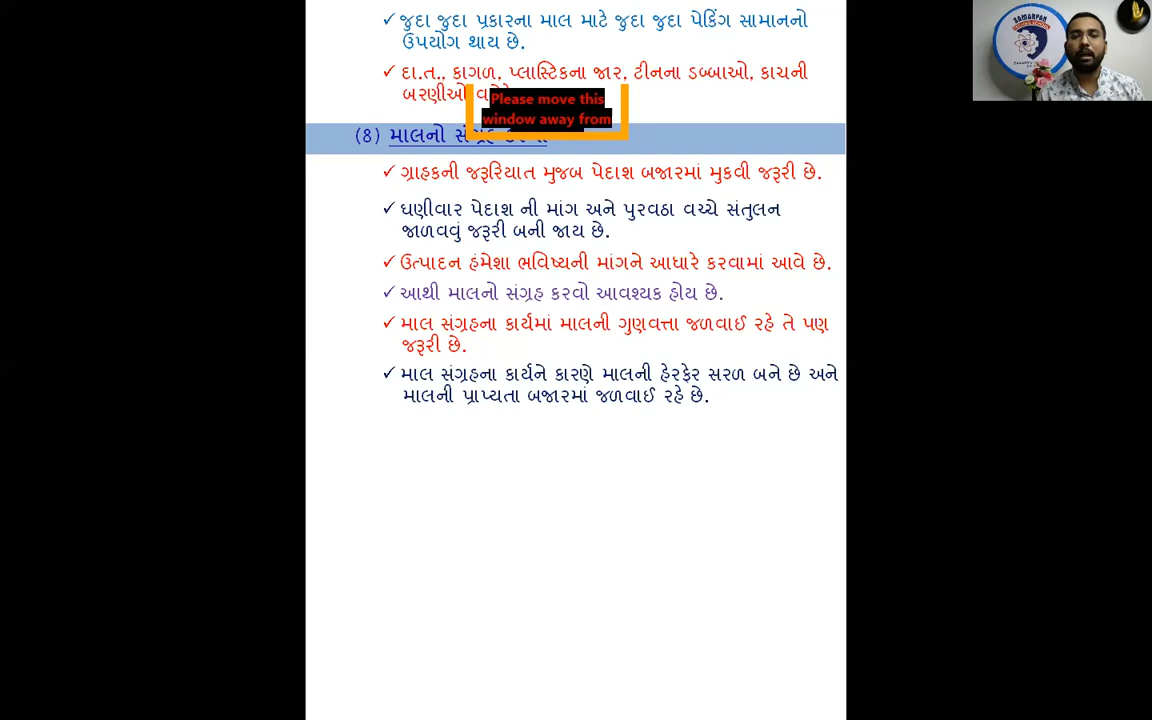 ✓ જુદા જુદા પ્રકારના માલ માટે જુદા જુદા પેકિંગ સામાનનો
ઉપયોગ થાય છે.
✓ દા.ત., કાગળ, પ્લાસ્ટિકના જાર, ટીનના ડબ્બાઓ, કાચની
બરણીઓ
Please move this
window away from
(8) માલનો સંગ્રહ
✓ ગ્રાહકની જરૂરિયાત મુજબ પેદાશ બજારમાં મુકવી જરૂરી છે.
✓ ઘણીવાર પેદાશ ની માંગ અને પુરવઠા વચ્ચે સંતુલન
જાળવવું જરૂરી બની જાય છે.
✓ ઉત્પાદન હંમેશા ભવિષ્યની માંગને આધારે કરવામાં આવે છે.
✓ આથી માલનો સંગ્રહ કરવો આવશ્યક હોય છે.
✓ માલ સંગ્રહના કાર્યમાં માલની ગુણવત્તા જળવાઈ રહે તે પણ
જરૂરી છે.
✓ માલ સંગ્રહના કાર્યને કારણે માલની હેરફેર સરળ બને છે અને
માલની પ્રાપ્યતા બજારમાં જળવાઈ રહે છે.
SAMARPAN